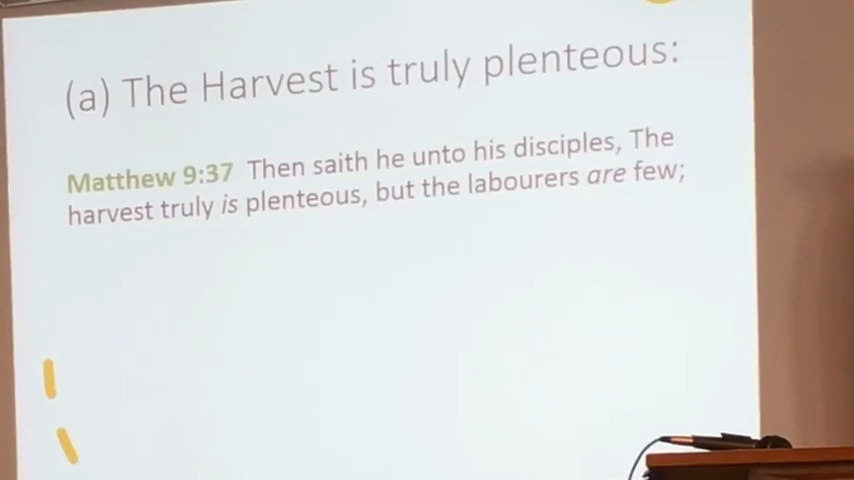 (a) The Harvest is truly plenteous:
Matthew 9:37 Then saith he unto his disciples, The
harvest truly is plenteous, but the labourers are few;